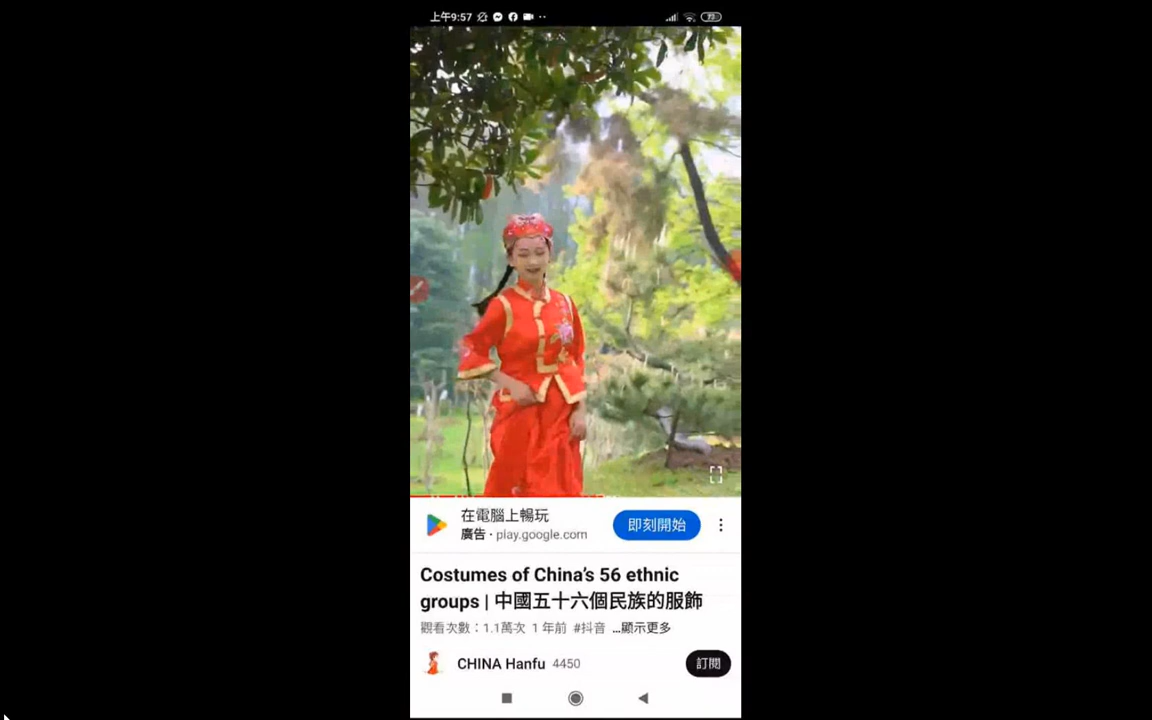 上午9:57
73
在電腦上暢玩
廣告 · play.google.com
即刻開始
Costumes of China's 56 ethnic
groups | 中國五十六個民族的服飾
觀看次數：1.1萬次 1 年前 #抖音 ...顯示更多
CHINA Hanfu 4450
訂閱